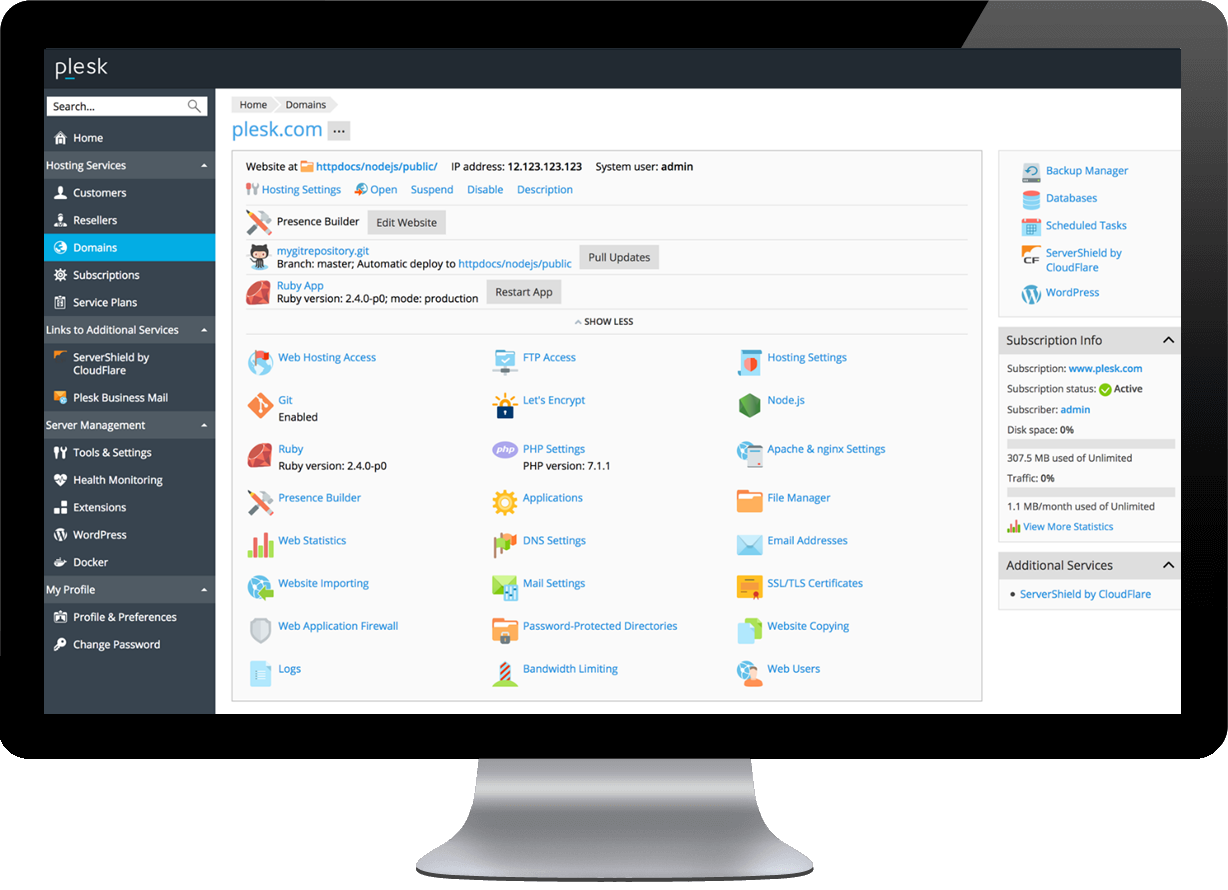 plesk
Search...
Home
Hosting Services
Customers
Resellers
Domains
Subscriptions
Service Plans
Links to Additional Services
ServerShield by
CloudFlare
Plesk Business Mail
Server Management
Tools & Settings
Health Monitoring
Extensions
WordPress
Docker
My Profile
Profile & Preferences
Change Password
Home Domains
plesk.com ...
Website at httpdocs/nodejs/public/ IP address: 12.123.123.123 System user: admin
Hosting Settings Open Suspend Disable Description
Presence Builder Edit Website
mygitrepository.git
Branch: master; Automatic deploy to httpdocs/nodejs/public Pull Updates
Ruby App
Ruby version: 2.4.0-p0; mode: production Restart App
SHOW LESS
Web Hosting Access FTP Access Hosting Settings
Git Let's Encrypt Node.js
Enabled
Ruby php PHP Settings Apache & nginx Settings
Ruby version: 2.4.0-p0 PHP version: 7.1.1
Presence Builder Applications File Manager
Web Statistics DNS Settings Email Addresses
Website Importing Mail Settings SSL/TLS Certificates
Web Application Firewall Password-Protected Directories Website Copying
Logs Bandwidth Limiting Web Users
Backup Manager
Databases
Scheduled Tasks
CF ServerShield by
CloudFlare
WordPress
Subscription Info
Subscription: www.plesk.com
Subscription status: Active
Subscriber: admin
Disk space: 0%
307.5 MB used of Unlimited
Traffic: 0%
1.1 MB/month used of Unlimited
View More Statistics
Additional Services
ServerShield by CloudFlare